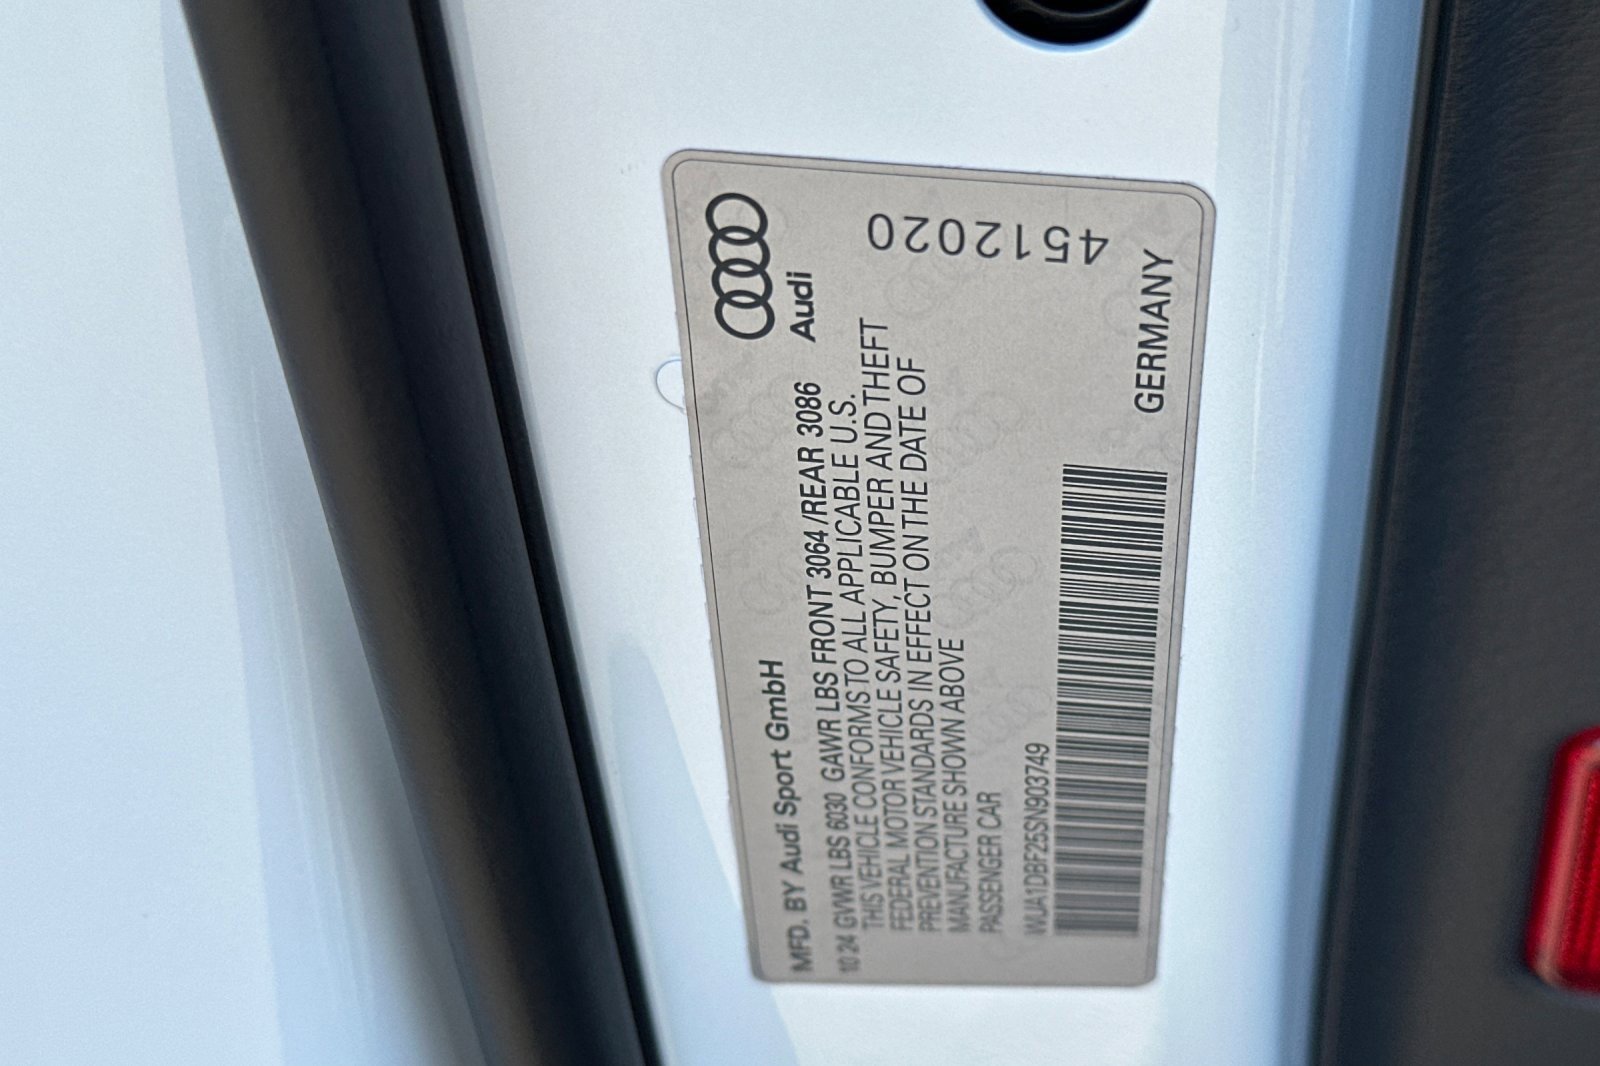 Audi
MFD. BY Audi Sport GmbH
10 24 GVWR LBS 6030 GAWR LBS FRONT 3064 /REAR 3086
THIS VEHICLE CONFORMS TO ALL APPLICABLE U.S.
FEDERAL MOTOR VEHICLE SAFETY, BUMPER AND THEFT
PREVENTION STANDARDS IN EFFECT ON THE DATE OF
MANUFACTURE SHOWN ABOVE
PASSENGER CAR
WUA1DBF25SN903749
GERMANY
4512020